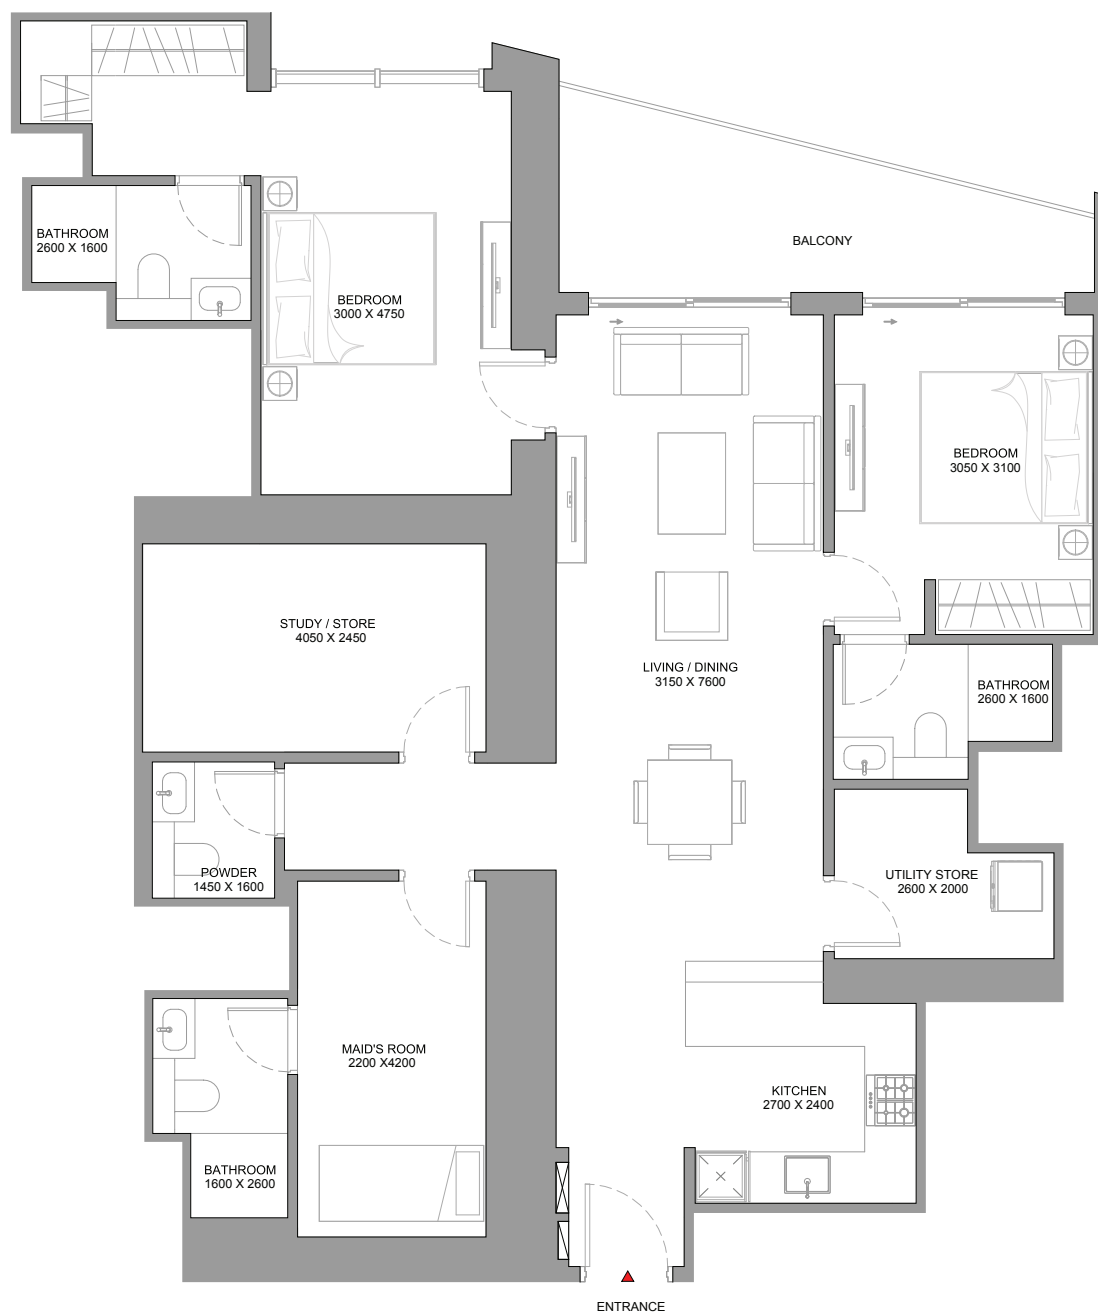 BATHROOM
2600 X 1600
BALCONY
BEDROOM
3000 X 4750
BEDROOM
3050 X 3100
STUDY / STORE
4050 X 2450
LIVING / DINING
3150 X 7600
BATHROOM
2600 X 1600
POWDER
1450 X 1600
UTILITY STORE
2600 X 2000
MAID'S ROOM
2200 X4200
KITCHEN
2700 X 2400
BATHROOM
1600 X 2600
ENTRANCE